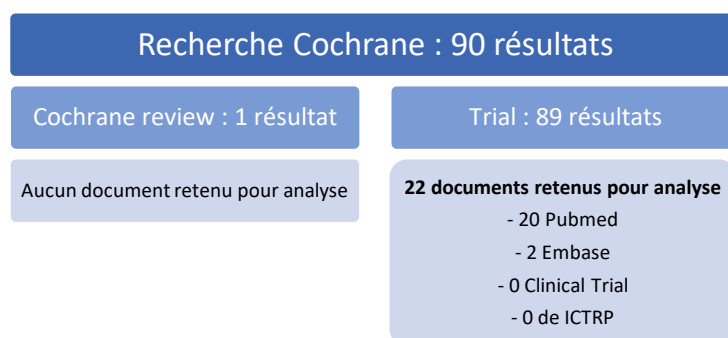 Recherche Cochrane : 90 résultats
Cochrane review : 1 résultat
Trial : 89 résultats
Aucun document retenu pour analyse
22 documents retenus pour analyse
- 20 Pubmed
- 2 Embase
- 0 Clinical Trial
- 0 de ICTRP